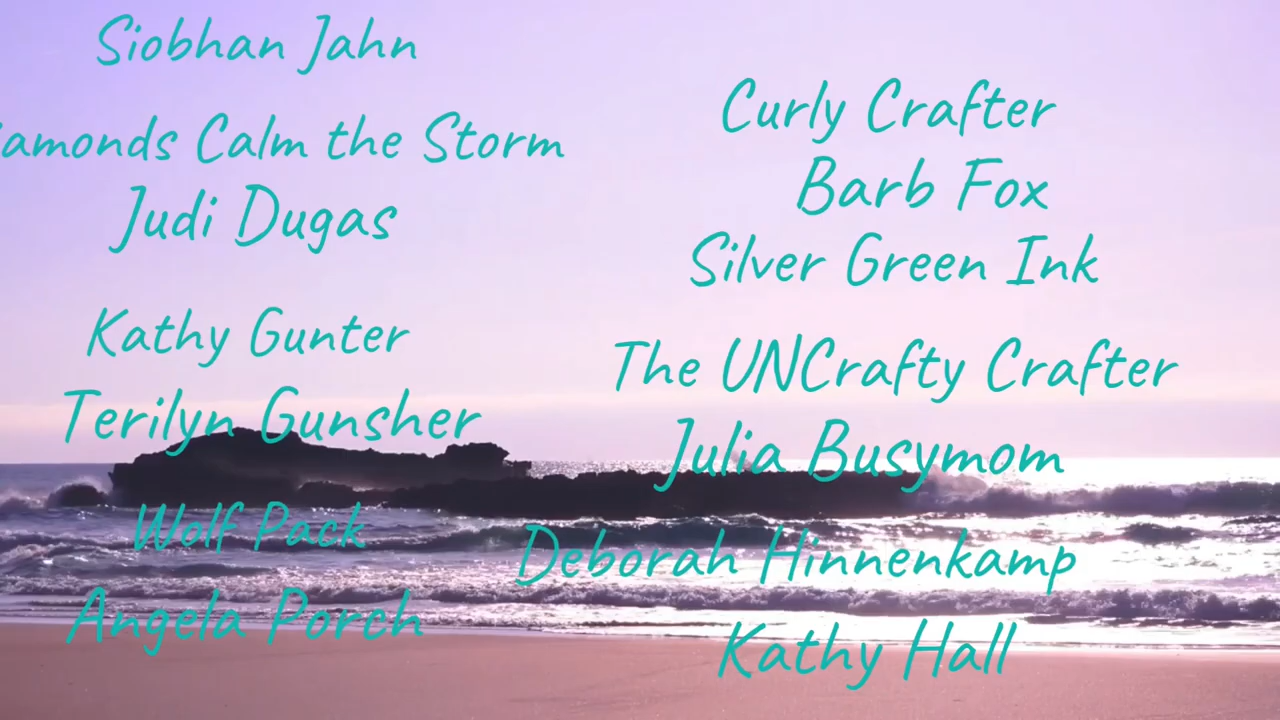 Siobhan Jahn
Calm the Storm
Judi Dugas
Kathy Gunter
Terilyn Gunsher
Wolf Pack
Angela Porch
Curly Crafter
Barb Fox
Silver Green Ink
The UNCrafty Crafter
Julia Busymom
Deborah Hinnenkamp
Kathy Hall